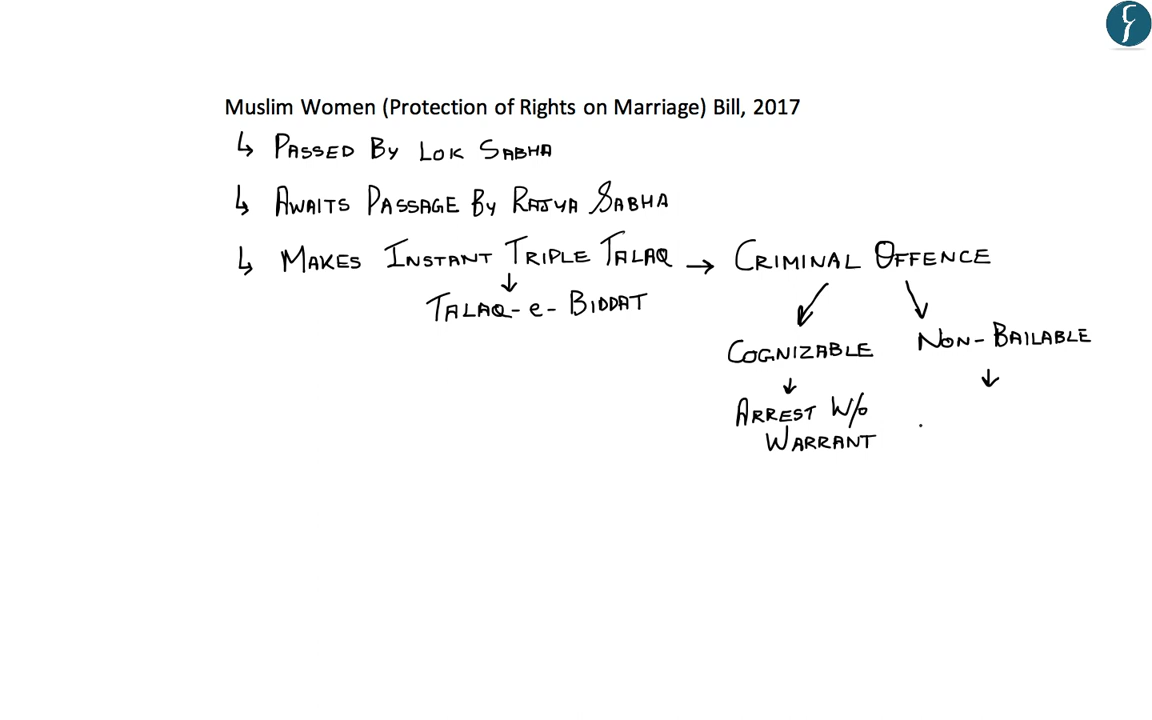 Muslim Women (Protection of Rights on Marriage) Bill, 2017
↳ PASSED BY LOK SABHA
↳ AWAITS PASSAGE BY RAJYA SABHA
↳ MAKES INSTANT TRIPLE TALAQ → CRIMINAL OFFENCE
TALAQ-e-BIDDAT
COGNIZABLE
NON-BAILABLE
ARREST W/o
WARRANT